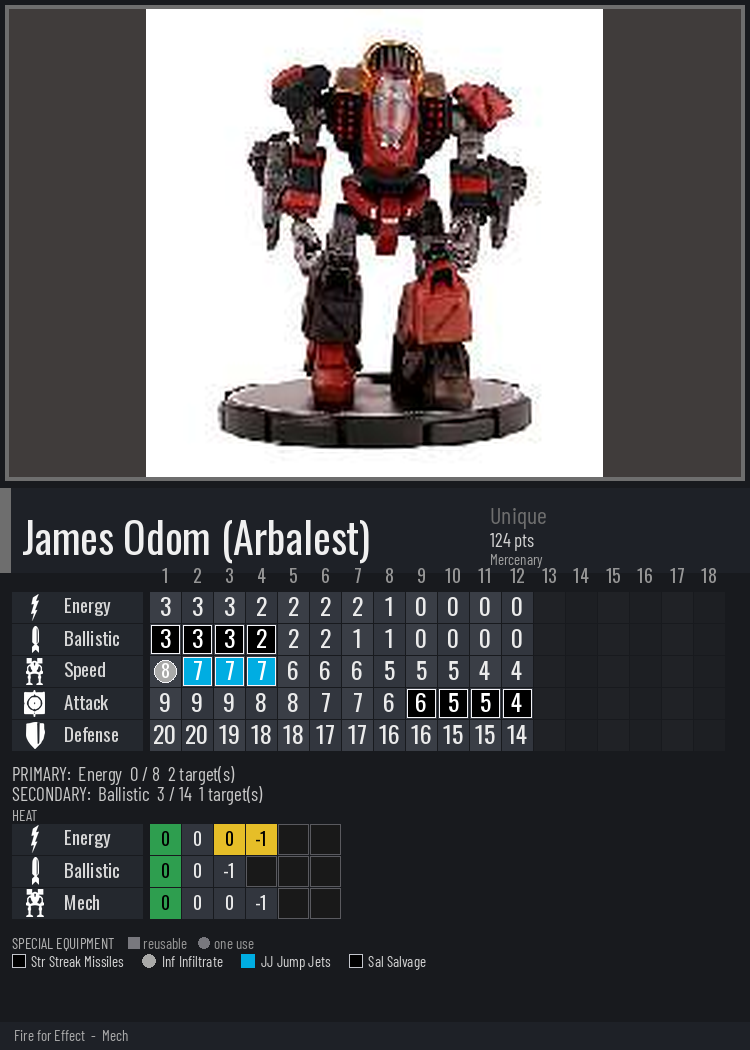 James Odom (Arbalest)
Unique
124 pts
Mercenary
1 2 3 4 5 6 7 8 9 10 11 12 13 14 15 16 17 18
Energy 3 3 3 2 2 2 2 1 0 0 0 0
Ballistic 3 3 3 2 2 2 1 1 0 0 0 0
Speed 8 7 7 7 6 6 6 5 5 5 4 4
Attack 9 9 9 8 8 7 7 6 6 5 5 4
Defense 20 20 19 18 18 17 17 16 16 15 15 14
PRIMARY: Energy 0 / 8 2 target(s)
SECONDARY: Ballistic 3 / 14 1 target(s)
HEAT
Energy 0 0 0 -1
Ballistic 0 0 -1
Mech 0 0 0 -1
SPECIAL EQUIPMENT reusable one use
Str Streak Missiles Inf Infiltrate JJ Jump Jets Sal Salvage
Fire for Effect - Mech